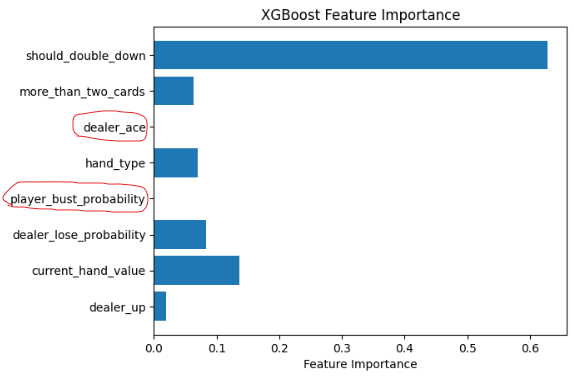 XGBoost Feature Importance
should_double_down
more_than_two_cards
dealer_ace
hand_type
player_bust_probability
dealer_lose_probability
current_hand_value
dealer_up
0.0 0.1 0.2 0.3 0.4 0.5 0.6
Feature Importance